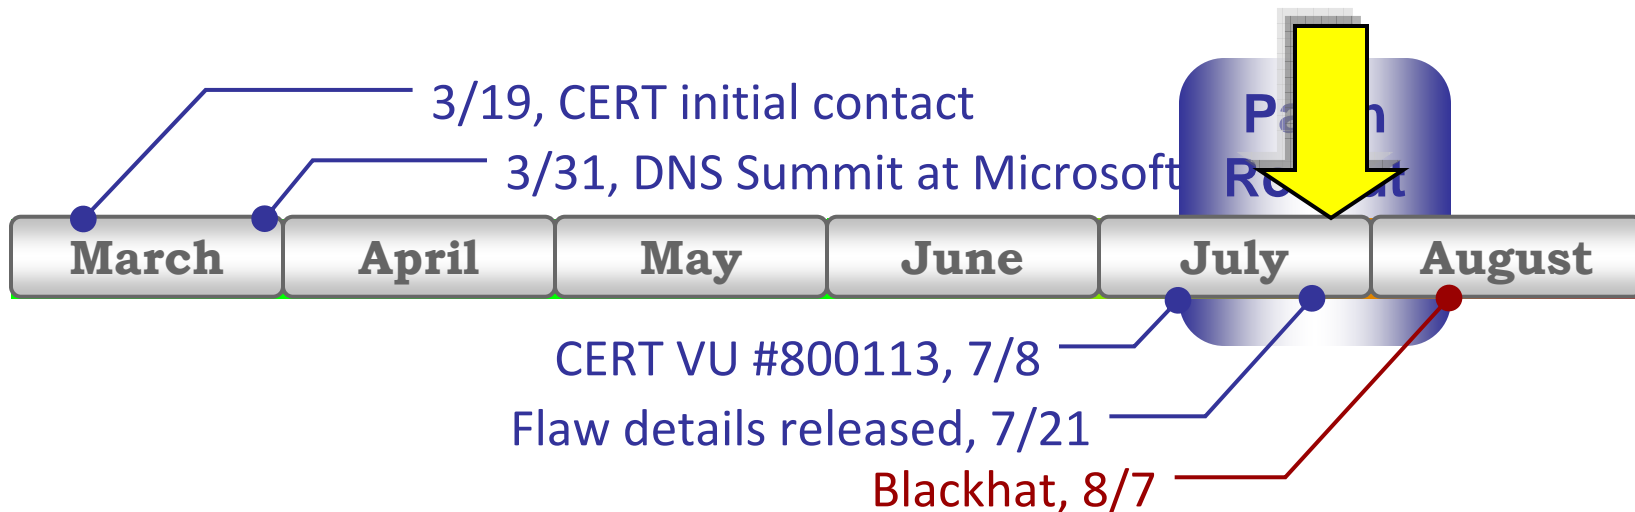 3/19, CERT initial contact
3/31, DNS Summit at Microsoft
March April May June July August
CERT VU #800113, 7/8
Flaw details released, 7/21
Blackhat, 8/7